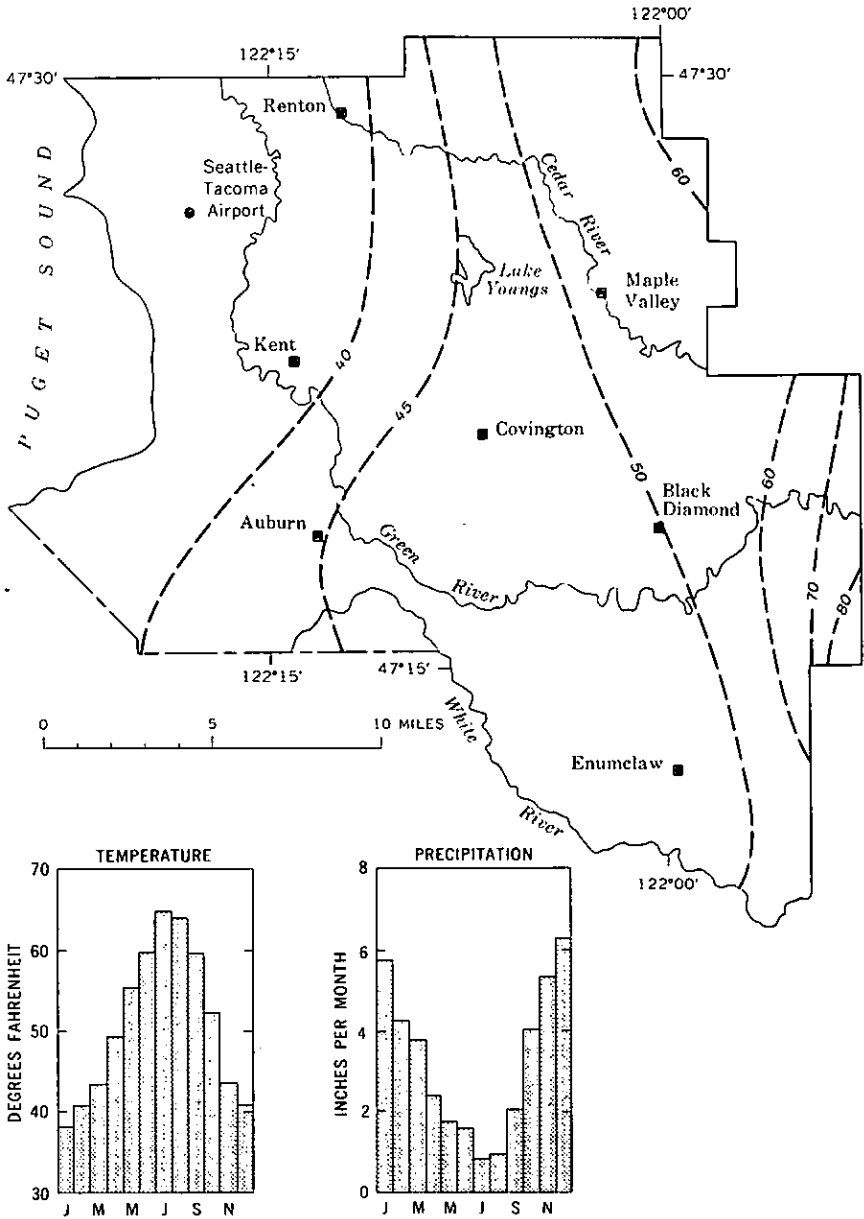 122°00'
122°15'
47°30'
47°30'
Renton
PUGET SOUND
Seattle-
Tacoma
Airport
Cedar
River
60
Luke
Youngs
Maple
Valley
Kent
40
45
Covington
50
60
Black
Diamond
Auburn
Green
River
70
80
122°15'
47°15'
White
River
0 5 10 MILES
Enumclaw
122°00'
TEMPERATURE
70
60
50
40
30
DEGREES FAHRENHEIT
J M M J S N
PRECIPITATION
8
6
4
2
0
INCHES PER MONTH
J M M J S N